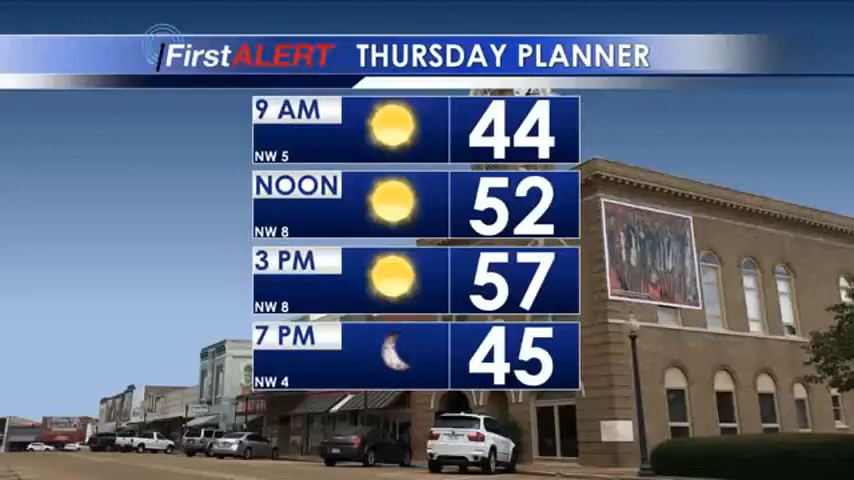 FirstALERT THURSDAY PLANNER
9 AM
44
NW 5
NOON
52
NW 8
3 PM
57
NW 8
7 PM
45
NW 4